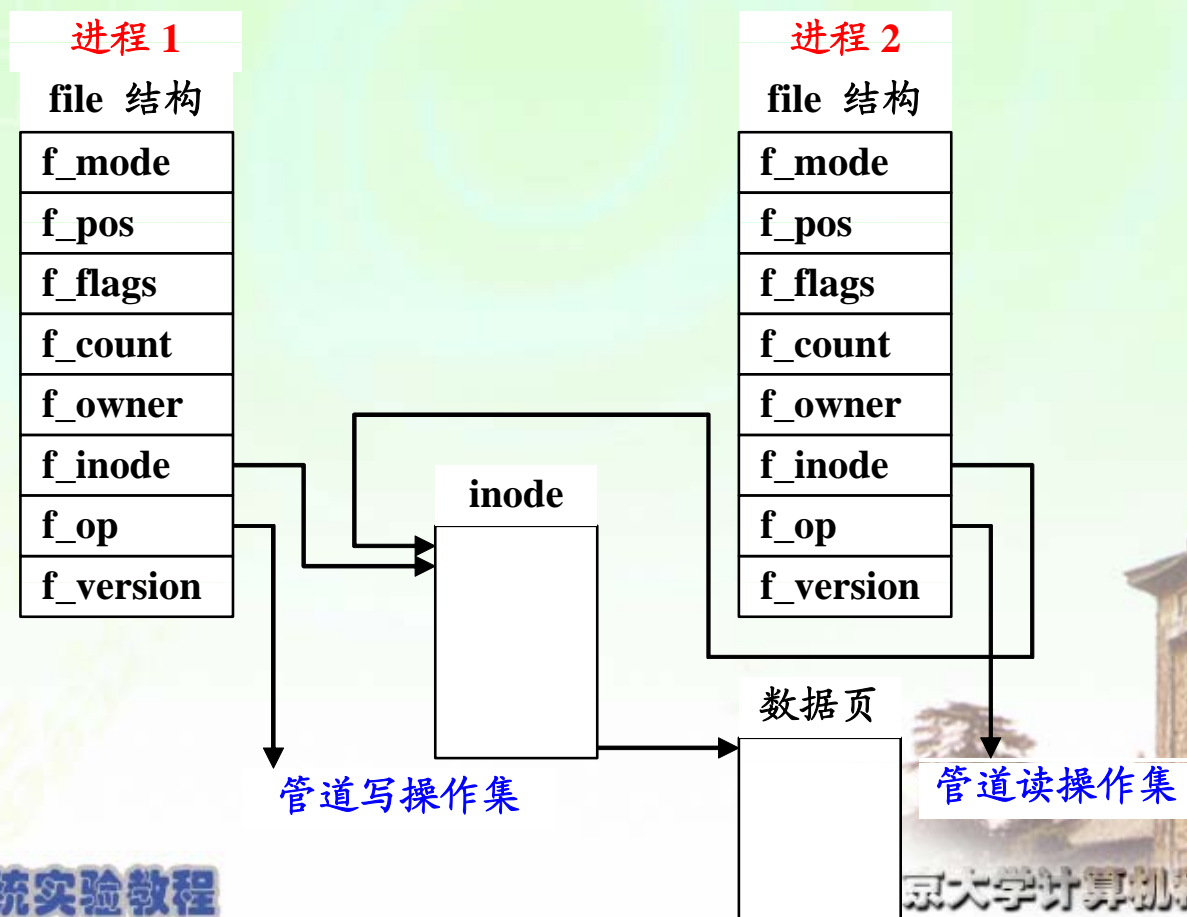 进程 1
file 结构
f_mode
f_pos
f_flags
f_count
f_owner
f_inode
f_op
f_version
进程 2
file 结构
f_mode
f_pos
f_flags
f_count
f_owner
f_inode
f_op
f_version
inode
数据页
管道写操作集
管道读操作集
统实验教程
京大学计算机科